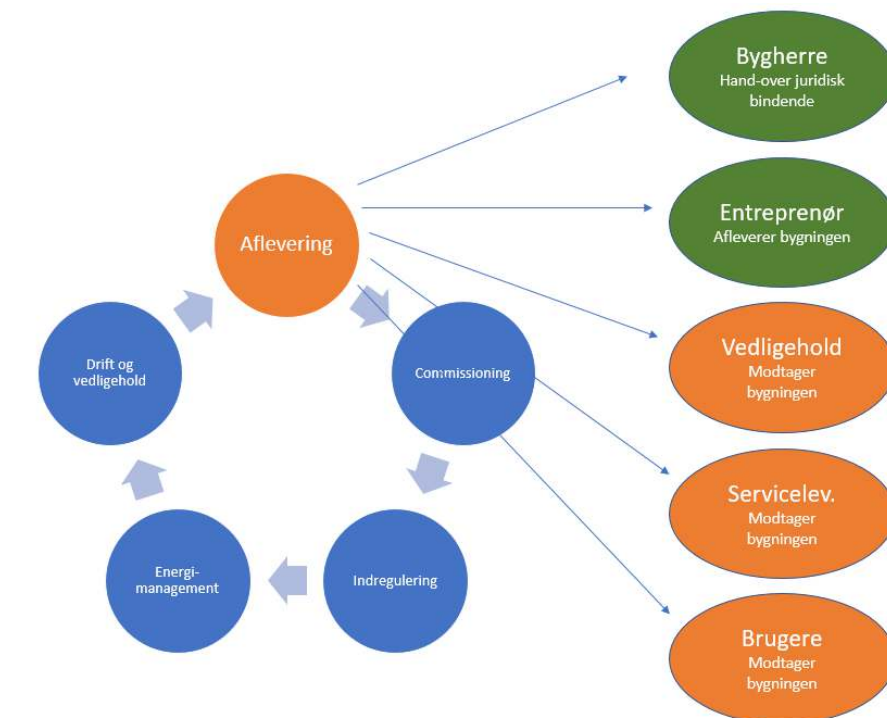 Bygherre
Hand-over juridisk
bindende
Entreprenør
Afleverer bygningen
Aflevering
Vedligehold
Modtager
bygningen
Drift og
vedligehold
Commissioning
Servicelev.
Modtager
bygningen
Energi-
management
Indregulering
Brugere
Modtager
bygningen